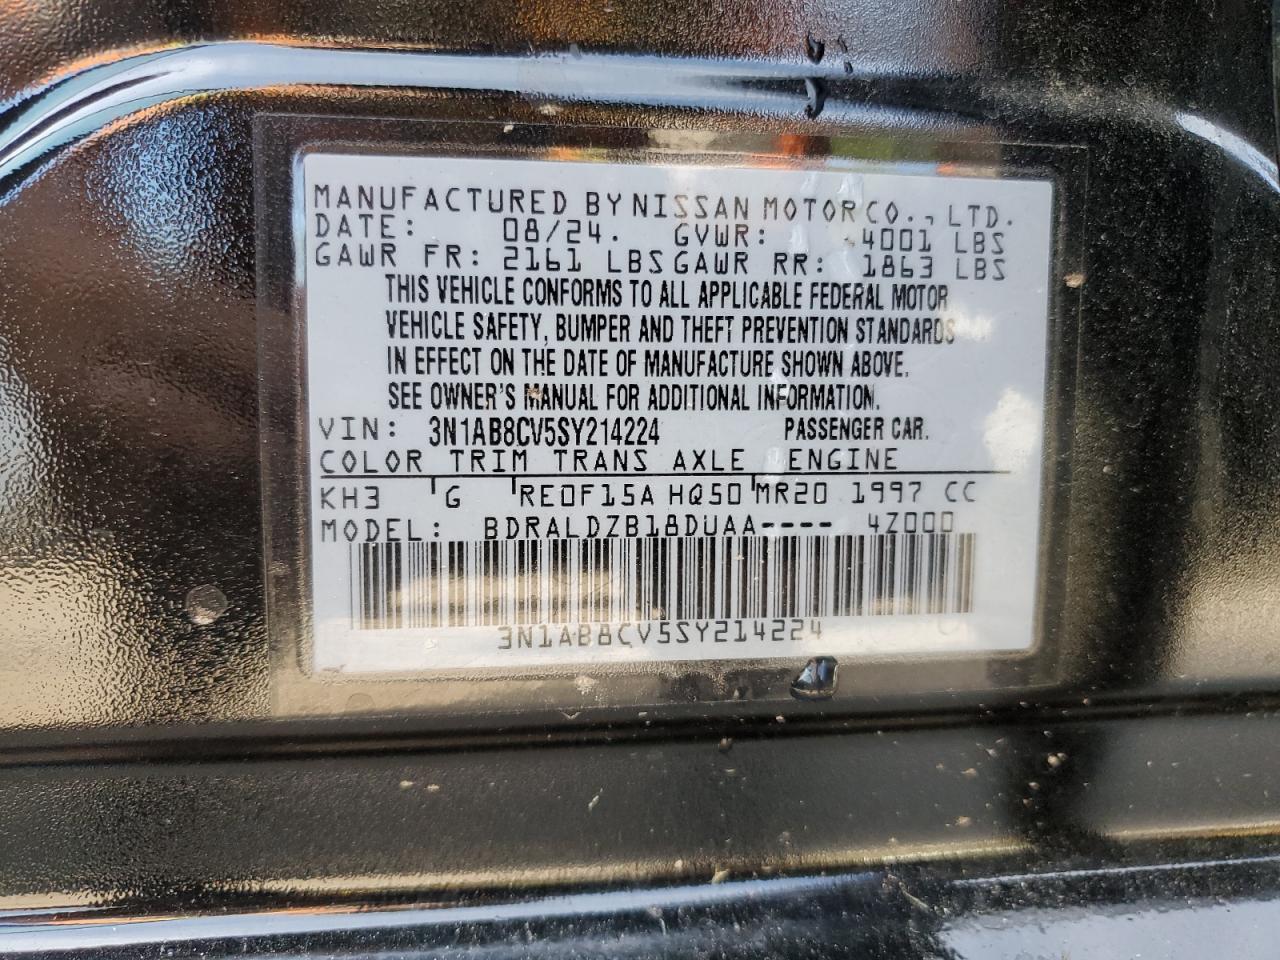 MANUFACTURED BY NISSAN MOTOR CO., LTD.
DATE: 08/24. GVWR: 4001 LBS
GAWR FR: 2161 LBS GAWR RR: 1863 LBS
THIS VEHICLE CONFORMS TO ALL APPLICABLE FEDERAL MOTOR
VEHICLE SAFETY, BUMPER AND THEFT PREVENTION STANDARDS
IN EFFECT ON THE DATE OF MANUFACTURE SHOWN ABOVE.
SEE OWNER'S MANUAL FOR ADDITIONAL INFORMATION.
VIN: 3N1AB8CV5SY214224 PASSENGER CAR.
COLOR TRIM TRANS AXLE ENGINE
KH3 G RE0F15A HQ50 MR20 1997 CC
MODEL: BDRALDZB18DUAA---- 4Z000
3N1AB8CV5SY214224